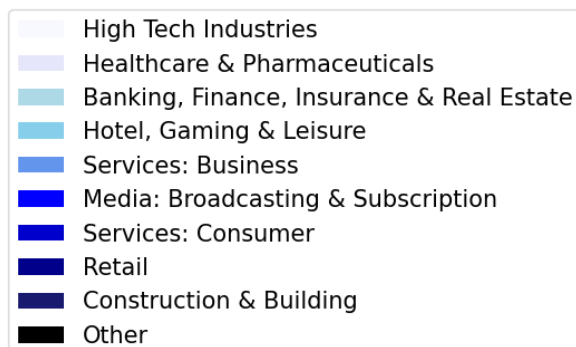 High Tech Industries
Healthcare & Pharmaceuticals
Banking, Finance, Insurance & Real Estate
Hotel, Gaming & Leisure
Services: Business
Media: Broadcasting & Subscription
Services: Consumer
Retail
Construction & Building
Other